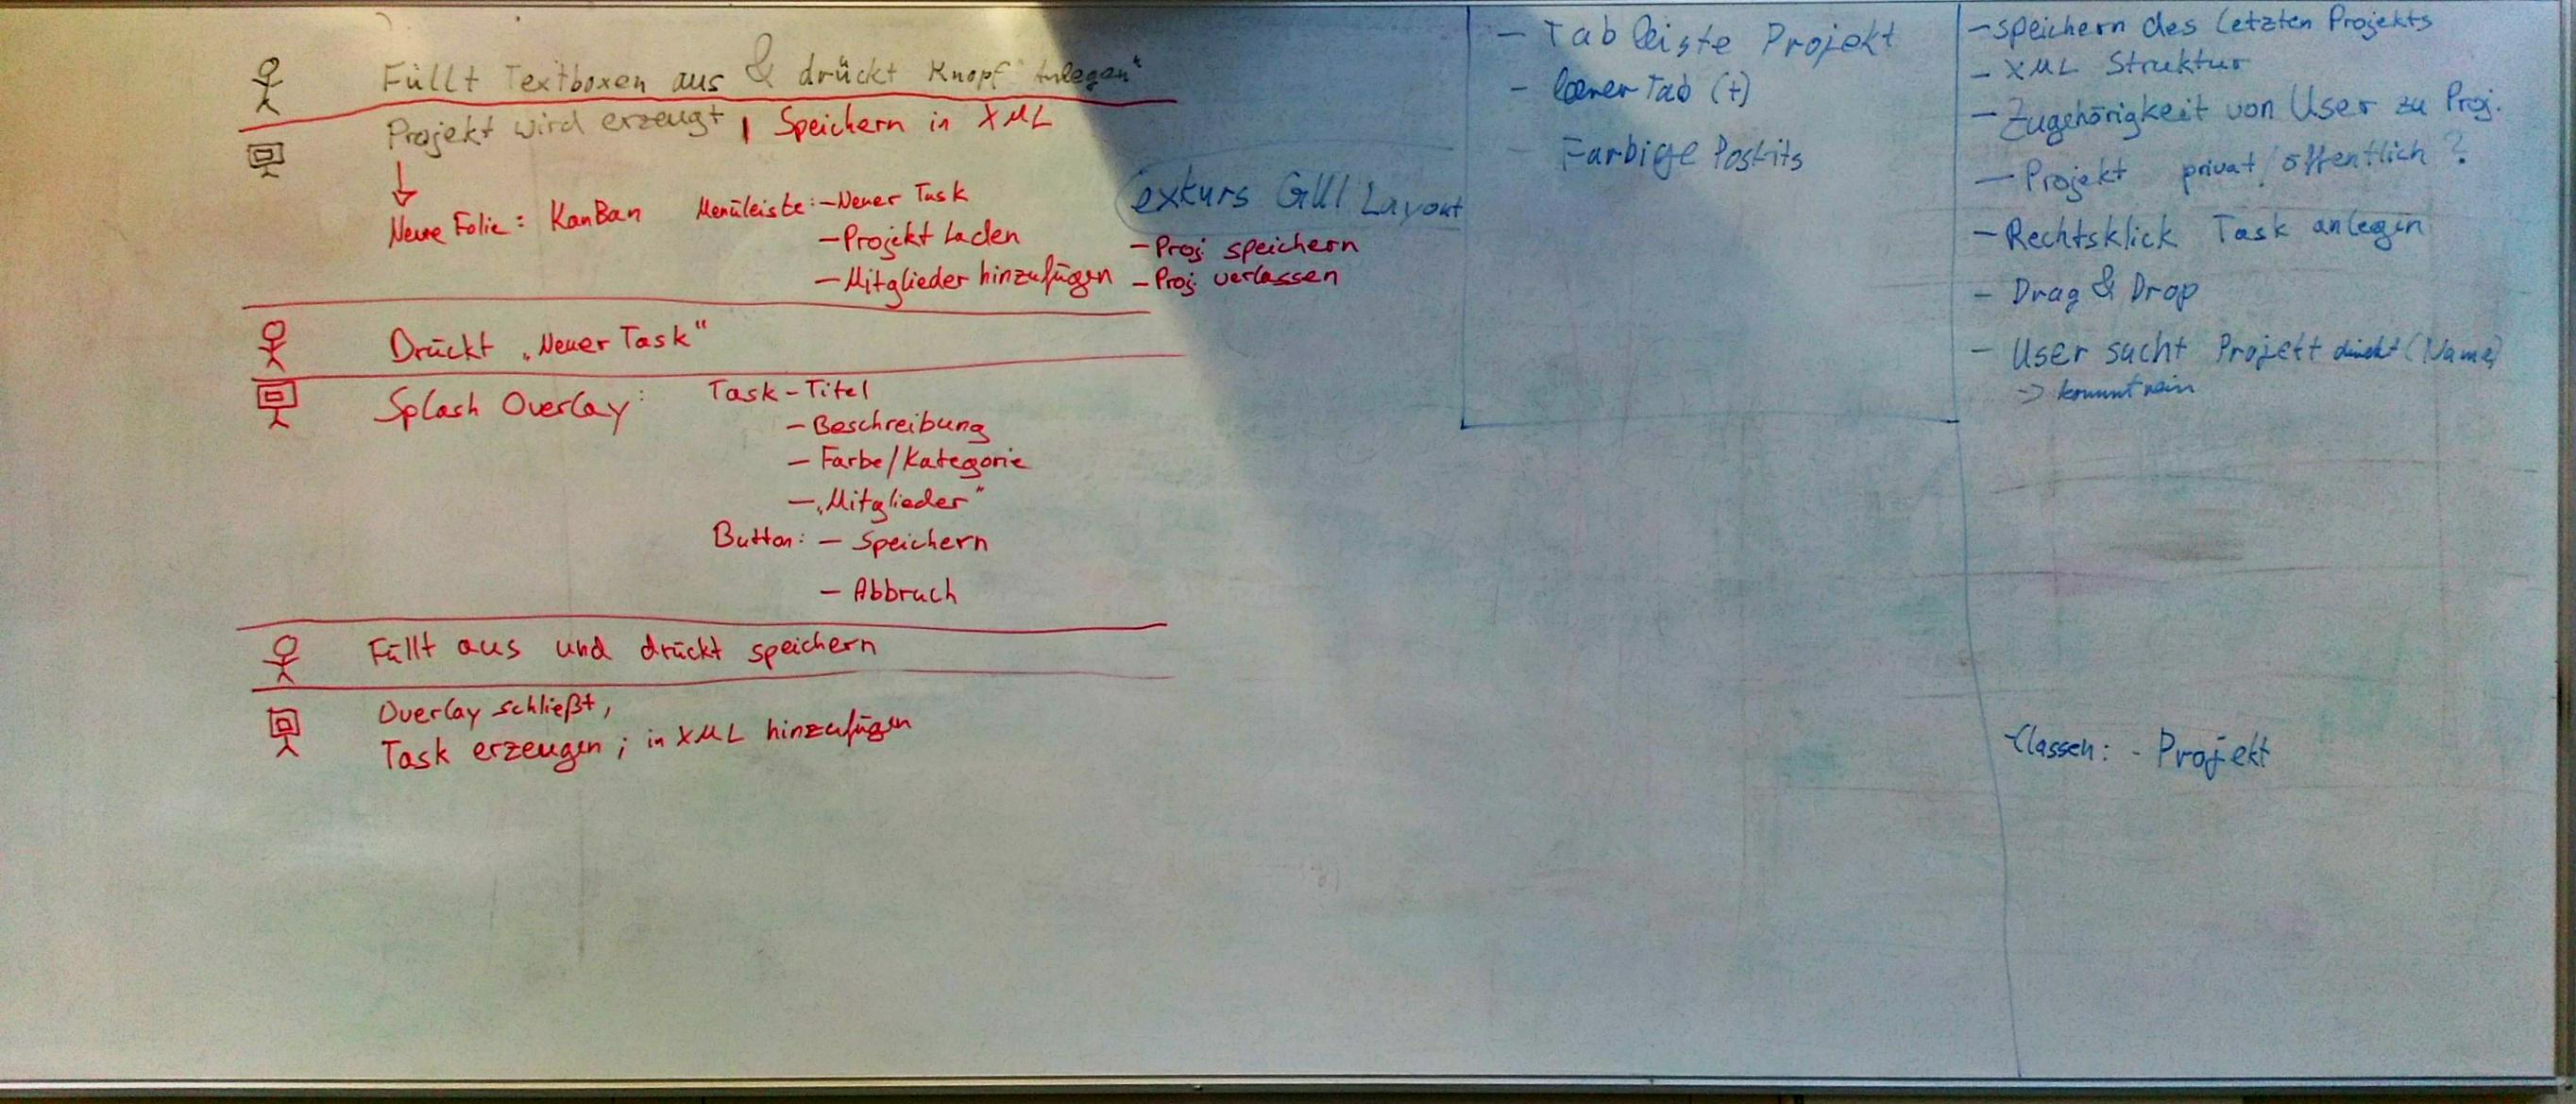 Füllt Textboxen aus & drückt Knopf "Anlegen"
Projekt wird erzeugt, Speichern in XML
Neue Folie: KanBan Menüleiste: - Neuer Task
- Projekt Laden
- Mitglieder hinzufügen
- Proj. speichern
- Proj. verlassen
Drückt „Neuer Task"
Splash Overlay: Task - Titel
- Beschreibung
- Farbe/Kategorie
- „Mitglieder"
Button: - Speichern
- Abbruch
Füllt aus und drückt speichern
Overlay schließt,
Task erzeugen; in XML hinzufügen
exkurs GUI Layout
- Tableiste Projekt
- leerer Tab (+)
- Farbige Postits
- Speichern des Letzten Projekts
- XML Struktur
- Zugehörigkeit von User zu Proj.
- Projekt privat/öffentlich?
- Rechtsklick Task anlegen
- Drag & Drop
- User sucht Projekt direkt (Name)
-> kommt rein
Classen: - Projekt